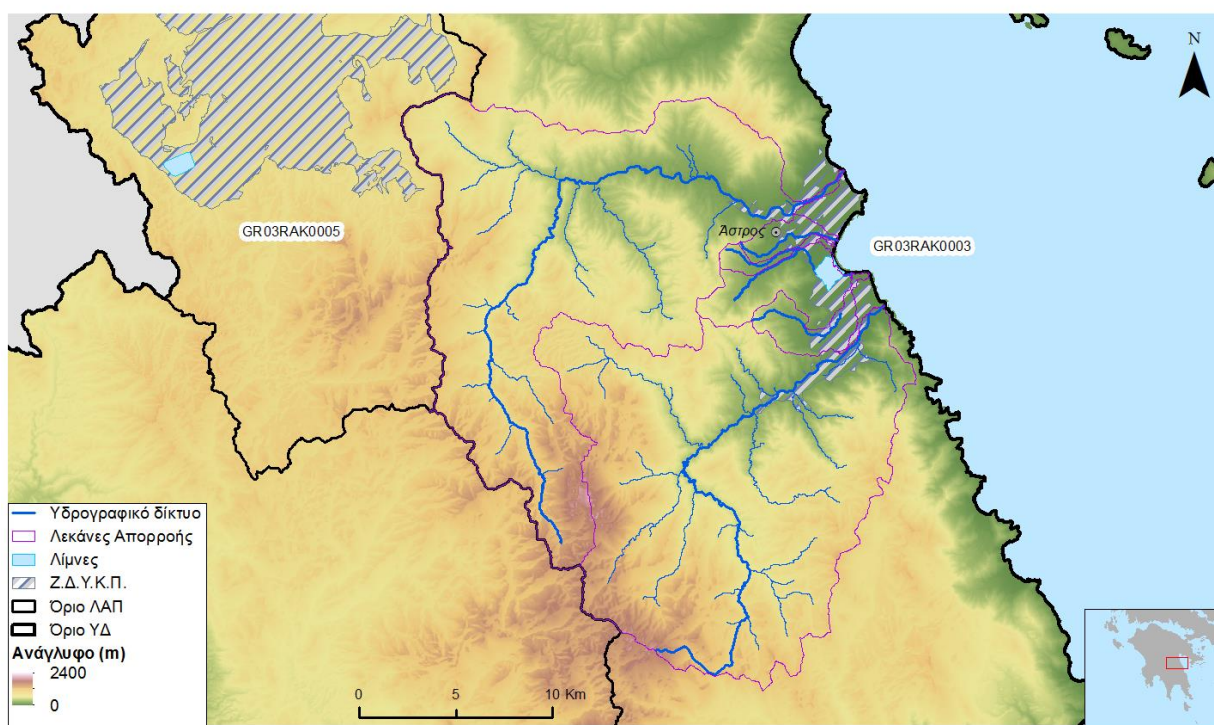 N
Άστρος
GR03RAK0005
GR03RAK0003
Υδρογραφικό δίκτυο
Λεκάνες Απορροής
Λίμνες
Ζ.Δ.Υ.Κ.Π.
Όριο ΛΑΠ
Όριο ΥΔ
Ανάγλυφο (m)
2400
0
0 5 10 Km